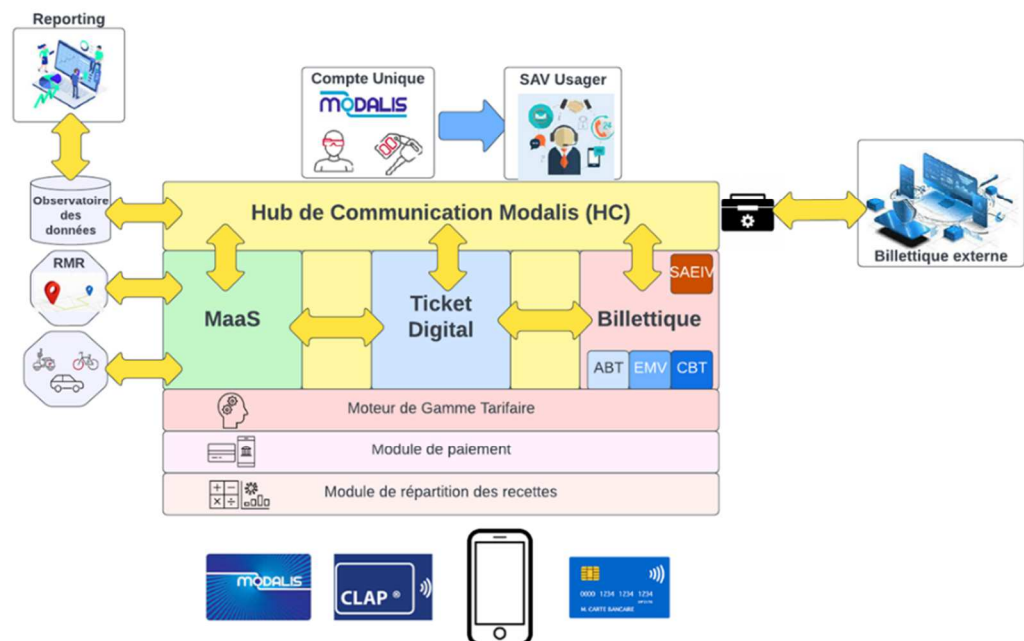 Reporting
Compte Unique
MODALIS
SAV Usager
24
Observatoire
des
données
Hub de Communication Modalis (HC)
Billettique externe
RMR
SAEIV
MaaS
Ticket
Digital
Billettique
ABT
EMV
CBT
Moteur de Gamme Tarifaire
Module de paiement
Module de répartition des recettes
MODALIS
CLAP ®
0000 1234 1234 1234
M. CARTE BANCAIRE